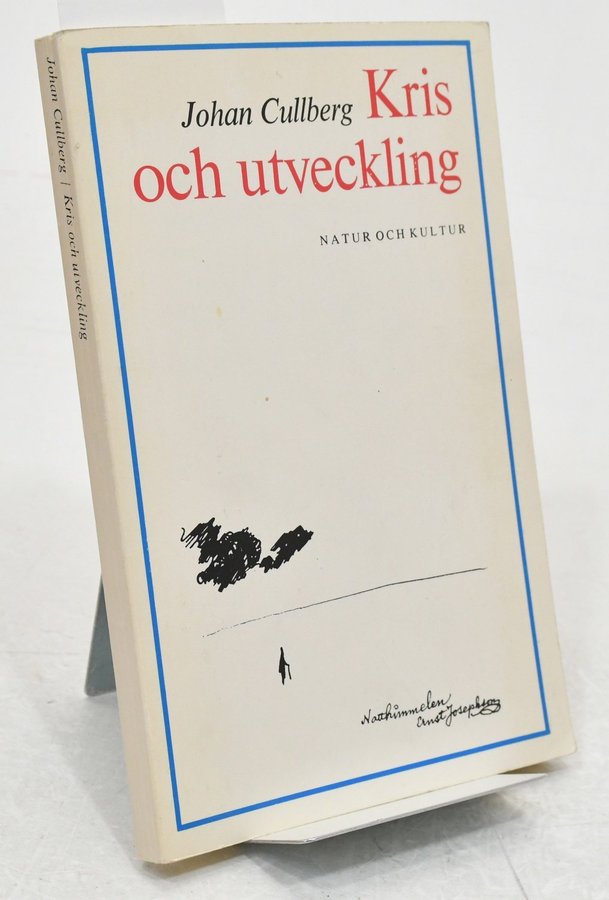 Johan Cullberg Kris
och utveckling
NATUR OCH KULTUR
Natthimmelen
Ernst Josephson
Johan Cullberg | Kris och utveckling